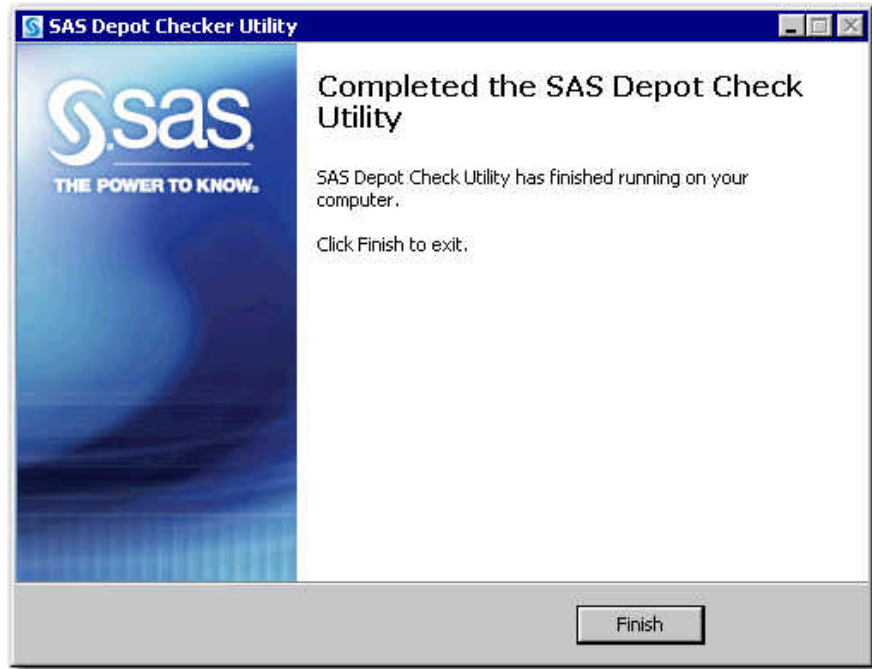 SAS Depot Checker Utility
sas.
THE POWER TO KNOW.
Completed the SAS Depot Check
Utility
SAS Depot Check Utility has finished running on your
computer.
Click Finish to exit.
Finish